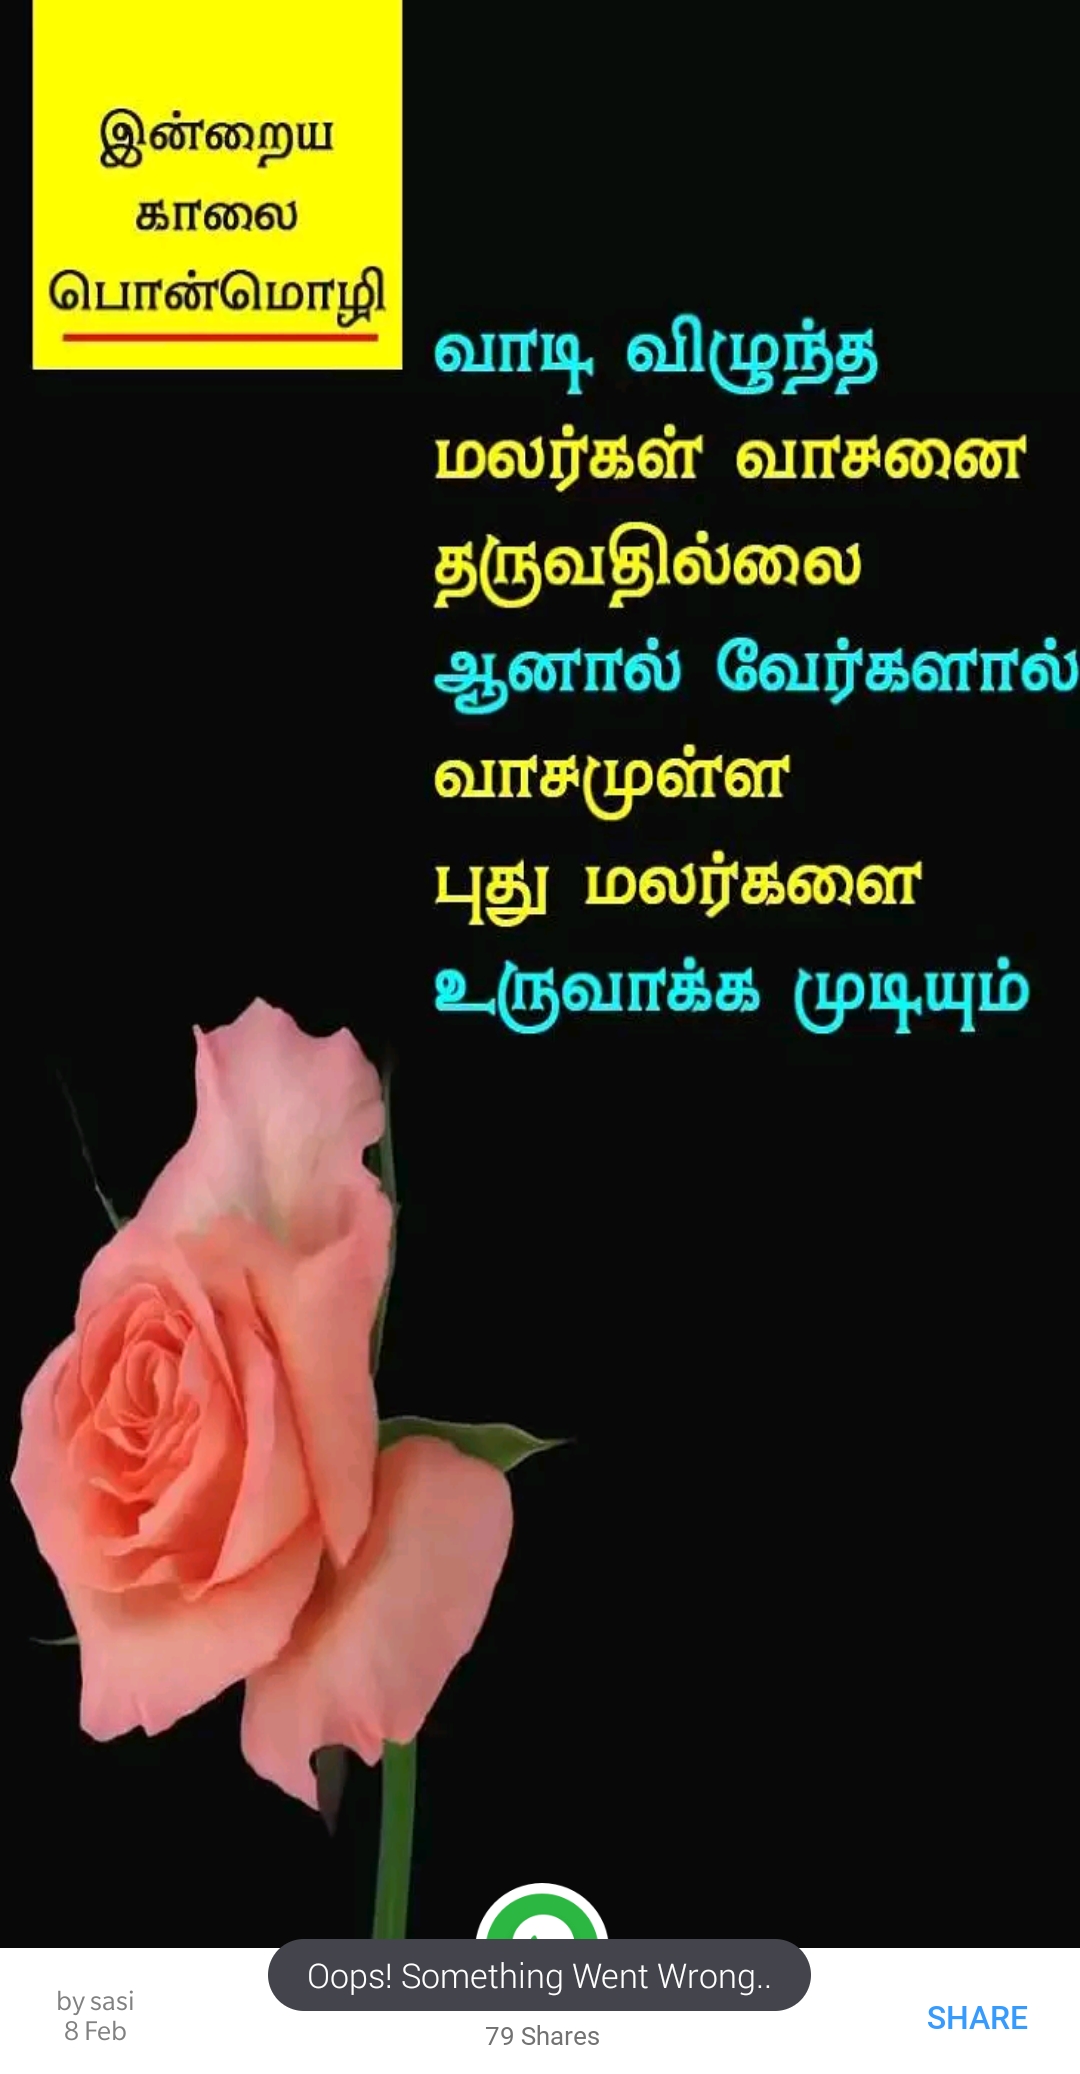 இன்றைய
காலை
பொன்மொழி
வாடி விழுந்த
மலர்கள் வாசனை
தருவதில்லை
ஆனால் வேர்களால்
வாசமுள்ள
புது மலர்களை
உருவாக்க முடியும்
Oops! Something Went Wrong..
by sasi
8 Feb
79 Shares
SHARE